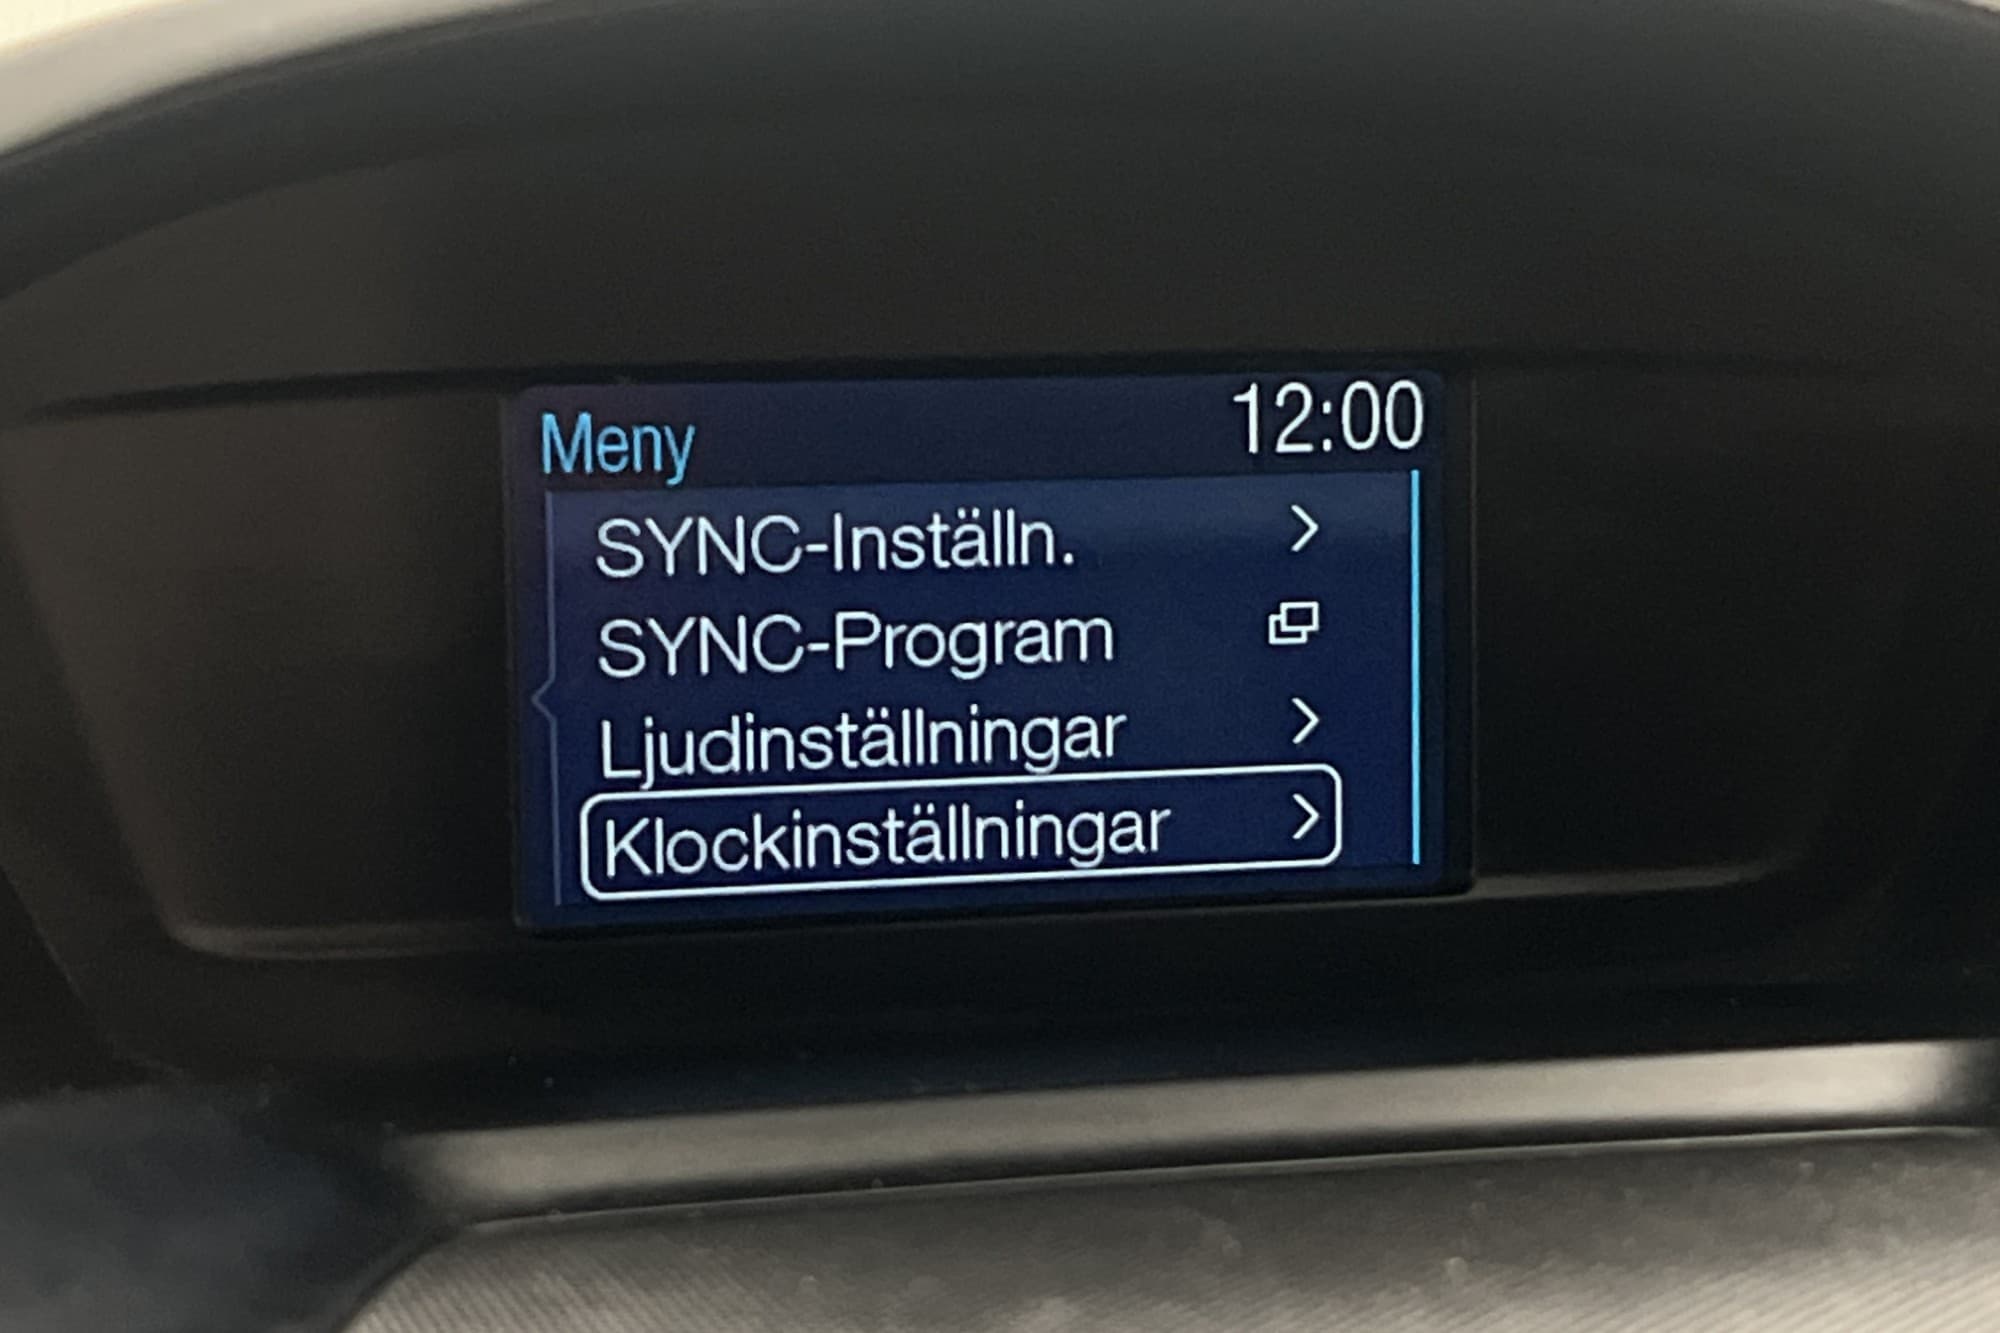 Meny 12:00
SYNC-Inställn.
SYNC-Program
Ljudinställningar
Klockinställningar